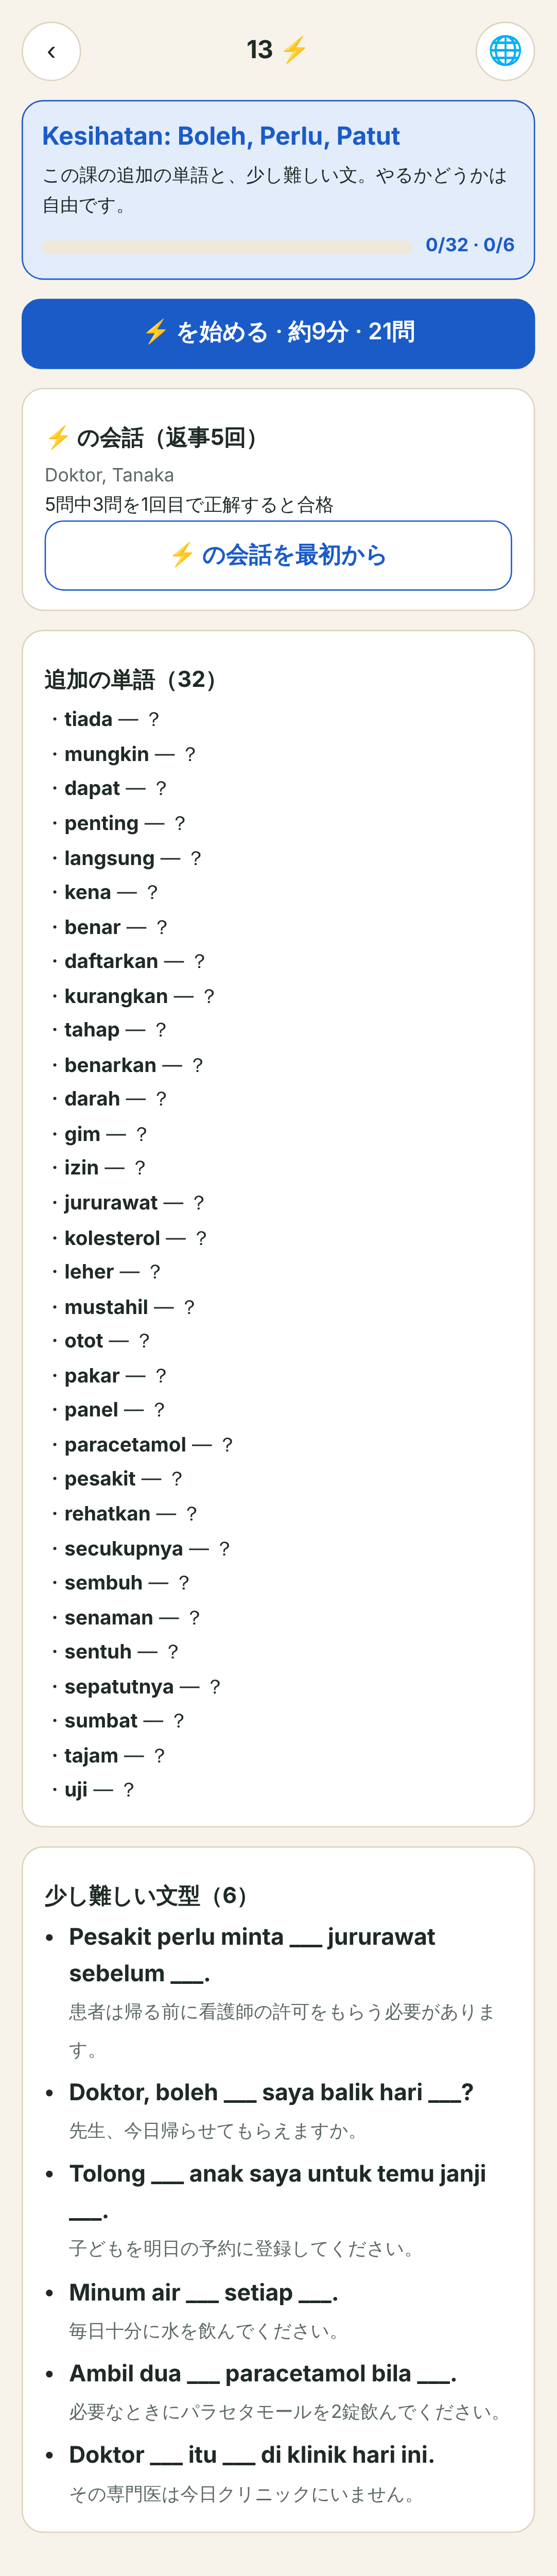 ‹
13 ⚡
🌐
Kesihatan: Boleh, Perlu, Patut
この課の追加の単語と、少し難しい文。やるかどうかは
自由です。
0/32 · 0/6
⚡ を始める · 約9分 · 21問
⚡ の会話（返事5回）
Doktor, Tanaka
5問中3問を1回目で正解すると合格
⚡ の会話を最初から
追加の単語（32）
· tiada — ？
· mungkin — ？
· dapat — ？
· penting — ？
· langsung — ？
· kena — ？
· benar — ？
· daftarkan — ？
· kurangkan — ？
· tahap — ？
· benarkan — ？
· darah — ？
· gim — ？
· izin — ？
· jururawat — ？
· kolesterol — ？
· leher — ？
· mustahil — ？
· otot — ？
· pakar — ？
· panel — ？
· paracetamol — ？
· pesakit — ？
· rehatkan — ？
· secukupnya — ？
· sembuh — ？
· senaman — ？
· sentuh — ？
· sepatutnya — ？
· sumbat — ？
· tajam — ？
· uji — ？
少し難しい文型（6）
• Pesakit perlu minta ___ jururawat
sebelum ___.
患者は帰る前に看護師の許可をもらう必要がありま
す。
• Doktor, boleh ___ saya balik hari ___?
先生、今日帰らせてもらえますか。
• Tolong ___ anak saya untuk temu janji
___.
子どもを明日の予約に登録してください。
• Minum air ___ setiap ___.
毎日十分に水を飲んでください。
• Ambil dua ___ paracetamol bila ___.
必要なときにパラセタモールを2錠飲んでください。
• Doktor ___ itu ___ di klinik hari ini.
その専門医は今日クリニックにいません。